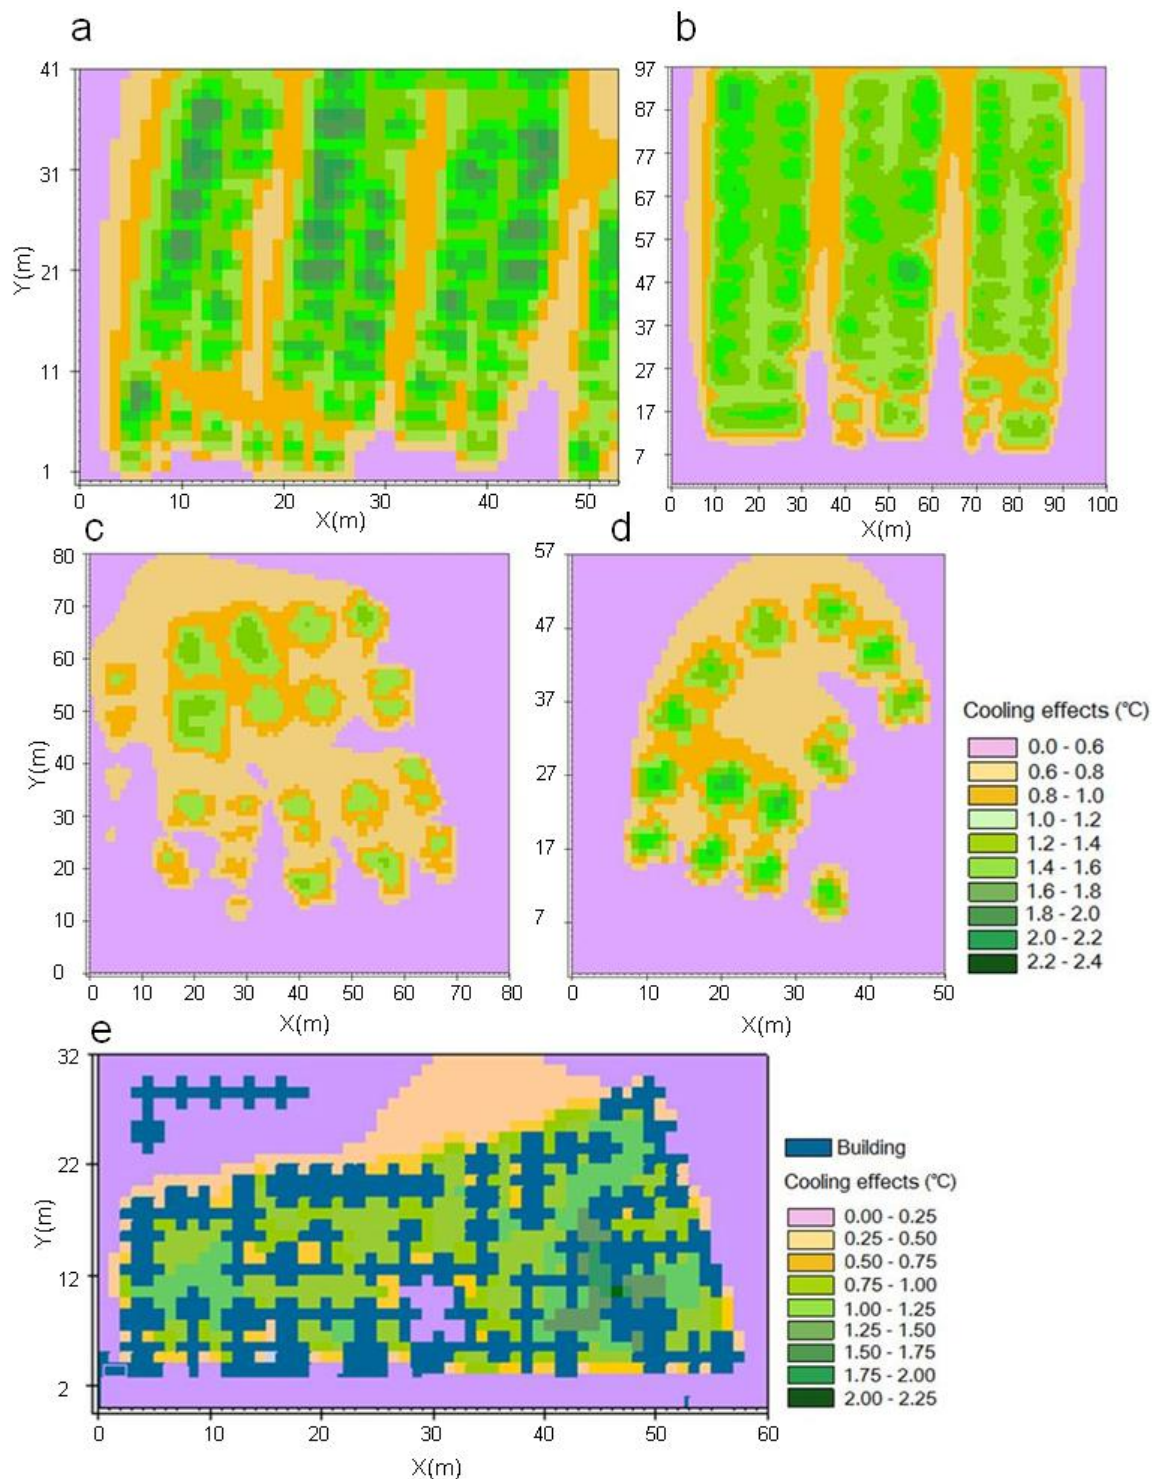 a
41
31
21
11
1
Y(m)
0 10 20 30 40 50
X(m)
b
97
87
77
67
57
47
37
27
17
7
0 10 20 30 40 50 60 70 80 90 100
X(m)
c
80
70
60
50
40
30
20
10
0
Y(m)
0 10 20 30 40 50 60 70 80
X(m)
d
57
47
37
27
17
7
0 10 20 30 40 50
X(m)
Cooling effects (°C)
0.0 - 0.6
0.6 - 0.8
0.8 - 1.0
1.0 - 1.2
1.2 - 1.4
1.4 - 1.6
1.6 - 1.8
1.8 - 2.0
2.0 - 2.2
2.2 - 2.4
e
32
22
12
2
Y(m)
0 10 20 30 40 50 60
X(m)
Building
Cooling effects (°C)
0.00 - 0.25
0.25 - 0.50
0.50 - 0.75
0.75 - 1.00
1.00 - 1.25
1.25 - 1.50
1.50 - 1.75
1.75 - 2.00
2.00 - 2.25